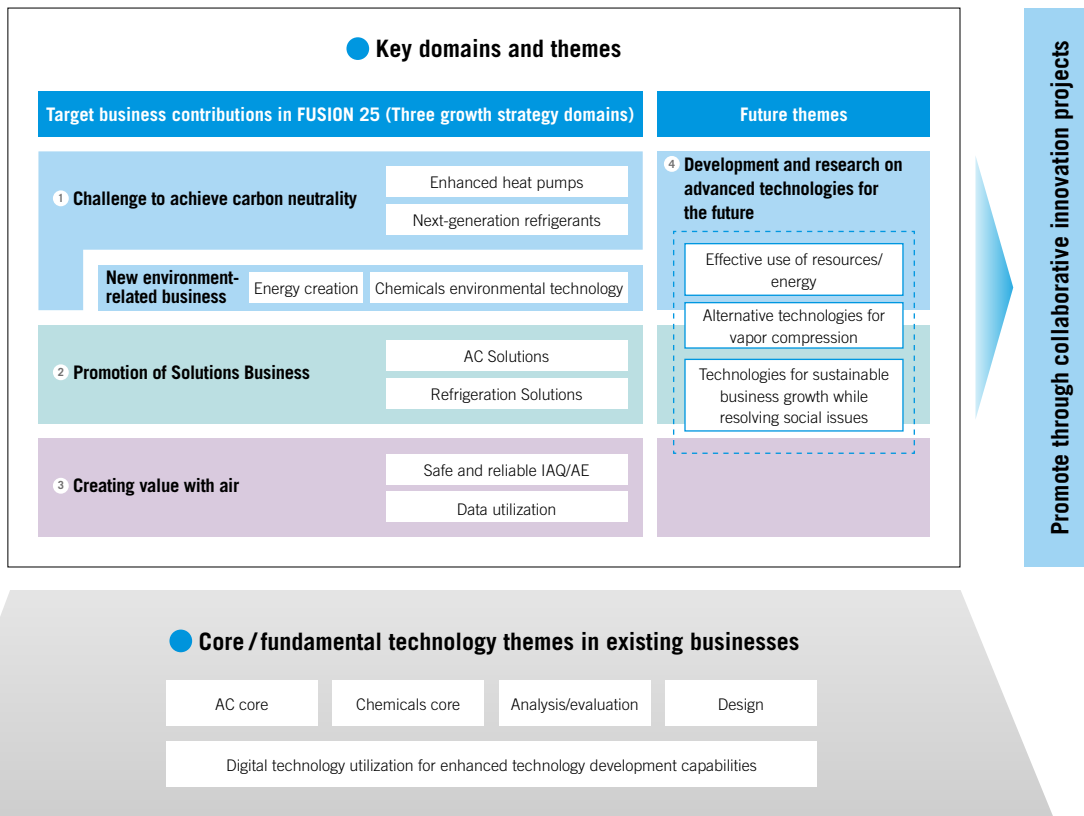 Key domains and themes
Target business contributions in FUSION 25 (Three growth strategy domains)
Future themes
1 Challenge to achieve carbon neutrality
Enhanced heat pumps
Next-generation refrigerants
New environment-
related business
Energy creation
Chemicals environmental technology
2 Promotion of Solutions Business
AC Solutions
Refrigeration Solutions
3 Creating value with air
Safe and reliable IAQ/AE
Data utilization
4 Development and research on
advanced technologies for
the future
Effective use of resources/
energy
Alternative technologies for
vapor compression
Technologies for sustainable
business growth while
resolving social issues
Promote through collaborative innovation projects
Core/fundamental technology themes in existing businesses
AC core
Chemicals core
Analysis/evaluation
Design
Digital technology utilization for enhanced technology development capabilities